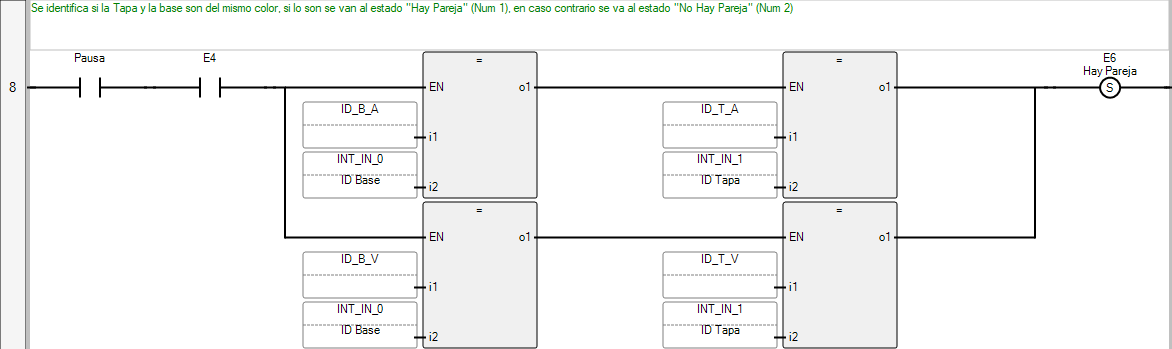 Se identifica si la Tapa y la base son del mismo color, si lo son se van al estado "Hay Pareja" (Num 1), en caso contrario se va al estado "No Hay Pareja" (Num 2)
Pausa
E4
=
=
E6
Hay Pareja
8
EN
o1
EN
o1
S
ID_B_A
ID_T_A
i1
i1
INT_IN_0
INT_IN_1
ID Base
ID Tapa
i2
i2
=
=
EN
o1
EN
o1
ID_B_V
ID_T_V
i1
i1
INT_IN_0
INT_IN_1
ID Base
ID Tapa
i2
i2